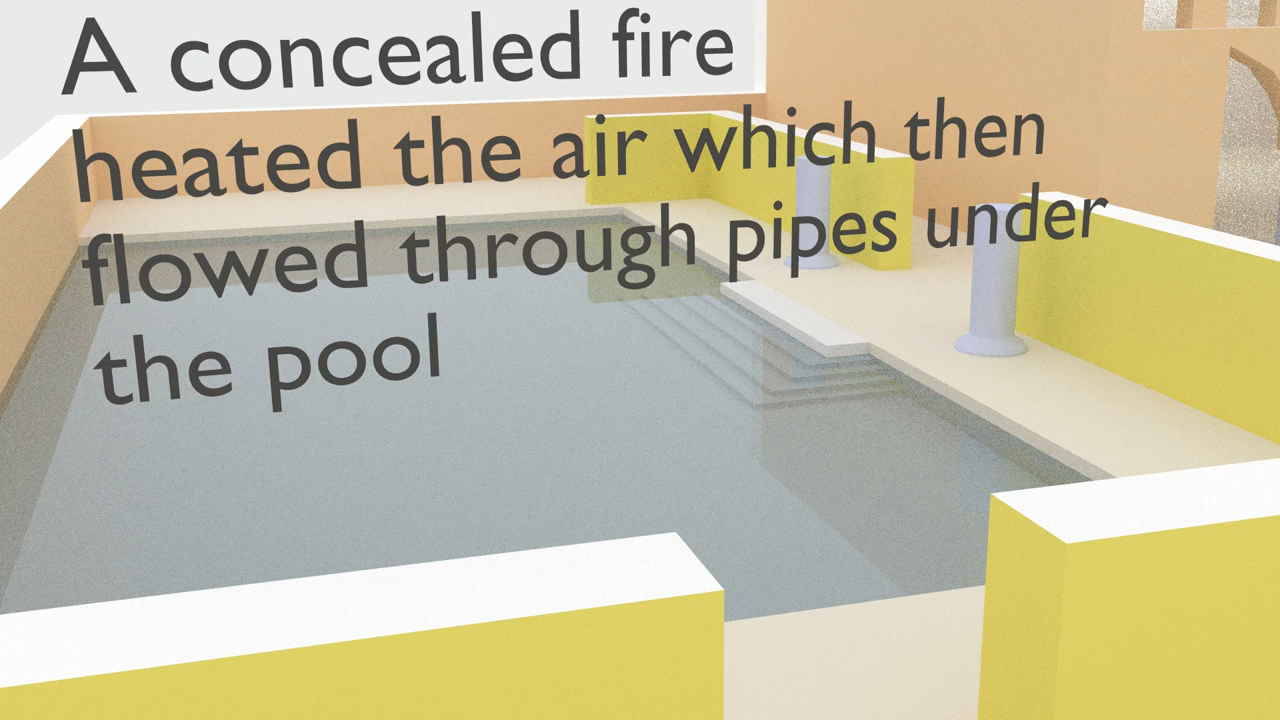 A concealed fire
heated the air which then
flowed through pipes under
the pool